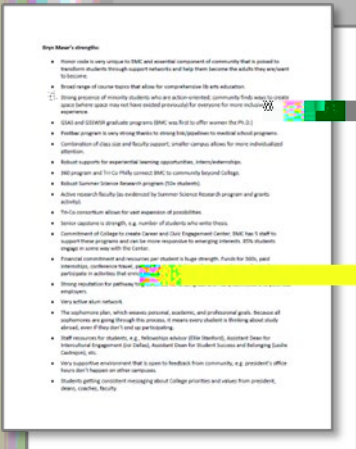 Bryn Mawr's strengths:
• Honor code is very unique to BMC and essential component of community that is poised to
transform students through support networks and help them become the adults they are/want
to become.
• Broad range of course topics that allow for comprehensive lib arts education.
• Strong presence of minority students who are action-oriented; community finds ways to create
space (where space may not have existed previously) for everyone for more inclusive
experience.
• GSAS and GSSWSR graduate programs (BMC was first to offer women the Ph.D.)
• Postbac program is very strong thanks to strong link/pipelines to medical school programs.
• Combination of class size and faculty support; smaller campus allows for more individualized
attention.
• Robust supports for experiential learning opportunities, intern/externships.
• 360 program and Tri-Co Philly connect BMC to community beyond College.
• Robust Summer Science Research program (50+ students).
• Active research faculty (as evidenced by Summer Science Research program and grants
activity).
• Tri-Co consortium allows for vast expansion of possibilities.
• Senior capstone is strength, e.g. number of students who write thesis.
• Commitment of College to create Career and Civic Engagement Center. BMC has 5 staff to
support these programs and can be more responsive to emerging interests. 85% students
engage in some way with this Center.
• Financial commitment and resources per student is huge strength. Funds for 360s, paid
internships, conference travel,
participate in activities that
• Strong reputation for pathway to
employers.
• Very active alum network.
• The sophomore plan, which assesses personal, academic, and professional goals. Because all
sophomores are going through this process, it means every student is thinking about study
abroad, even if they don't end up participating.
• Staff resources for students, e.g., fellowships advisor (Ellie Stanford), Assistant Dean for
Intercultural Engagement (or Dallas), Assistant Dean for Student Success and Belonging (Leslie
Castrejon), etc.
• Very supportive environment that is open to feedback from community, e.g. president's office
hours don't happen on other campuses.
• Students getting consistent messaging about College priorities and values from president,
deans, coaches, faculty.